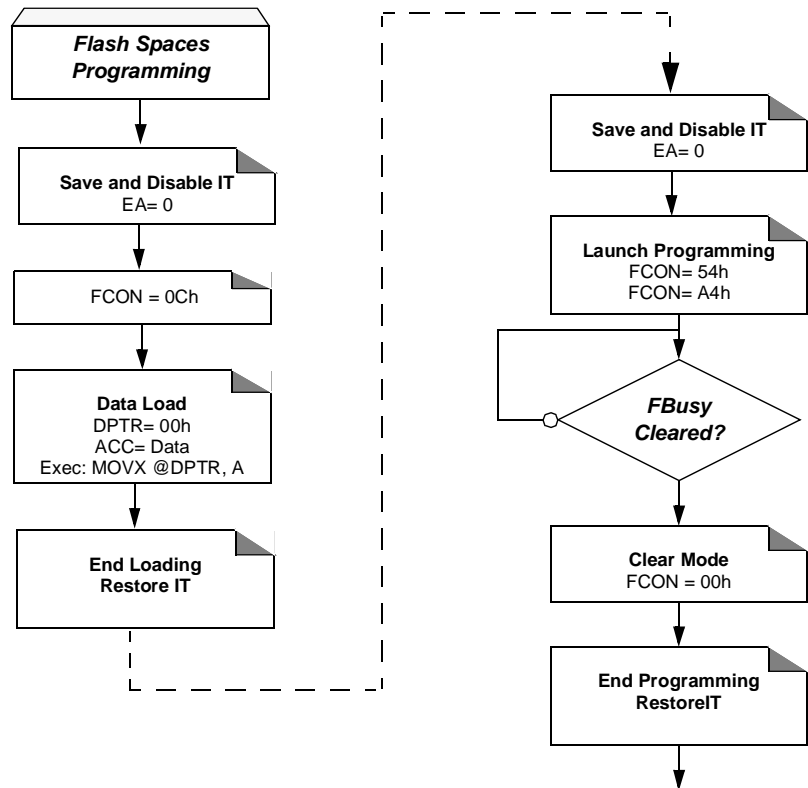 Flash Spaces
Programming
Save and Disable IT
EA= 0
FCON = 0Ch
Data Load
DPTR= 00h
ACC= Data
Exec: MOVX @DPTR, A
End Loading
Restore IT
Save and Disable IT
EA= 0
Launch Programming
FCON= 54h
FCON= A4h
FBusy
Cleared?
Clear Mode
FCON = 00h
End Programming
RestoreIT